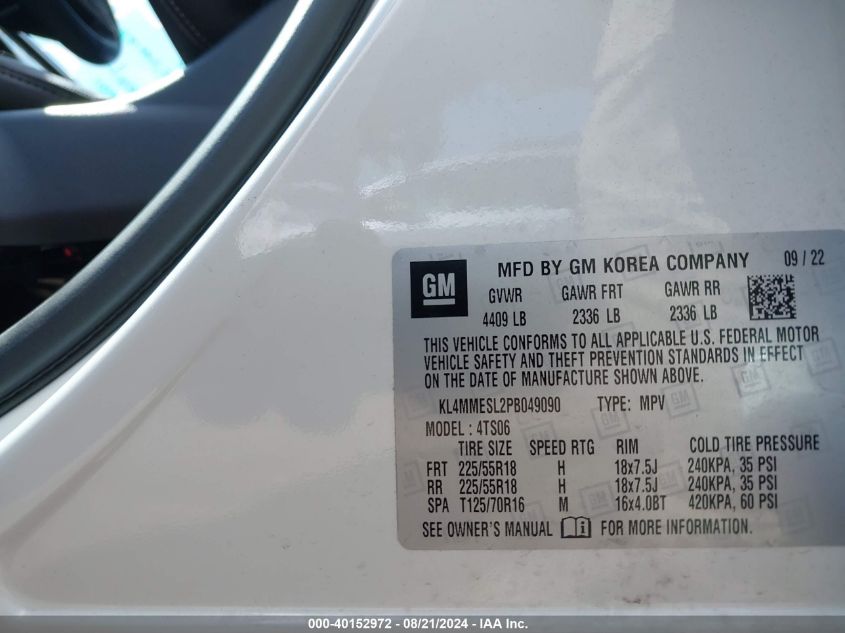 GM
MFD BY GM KOREA COMPANY 09 / 22
GVWR GAWR FRT GAWR RR
4409 LB 2336 LB 2336 LB
THIS VEHICLE CONFORMS TO ALL APPLICABLE U.S. FEDERAL MOTOR
VEHICLE SAFETY AND THEFT PREVENTION STANDARDS IN EFFECT
ON THE DATE OF MANUFACTURE SHOWN ABOVE.
KL4MMESL2PB049090 TYPE: MPV
MODEL : 4TS06
TIRE SIZE SPEED RTG RIM COLD TIRE PRESSURE
FRT 225/55R18 H 18x7.5J 240KPA, 35 PSI
RR 225/55R18 H 18x7.5J 240KPA, 35 PSI
SPA T125/70R16 M 16x4.0BT 420KPA, 60 PSI
SEE OWNER'S MANUAL FOR MORE INFORMATION.
000-40152972 - 08/21/2024 - IAA Inc.